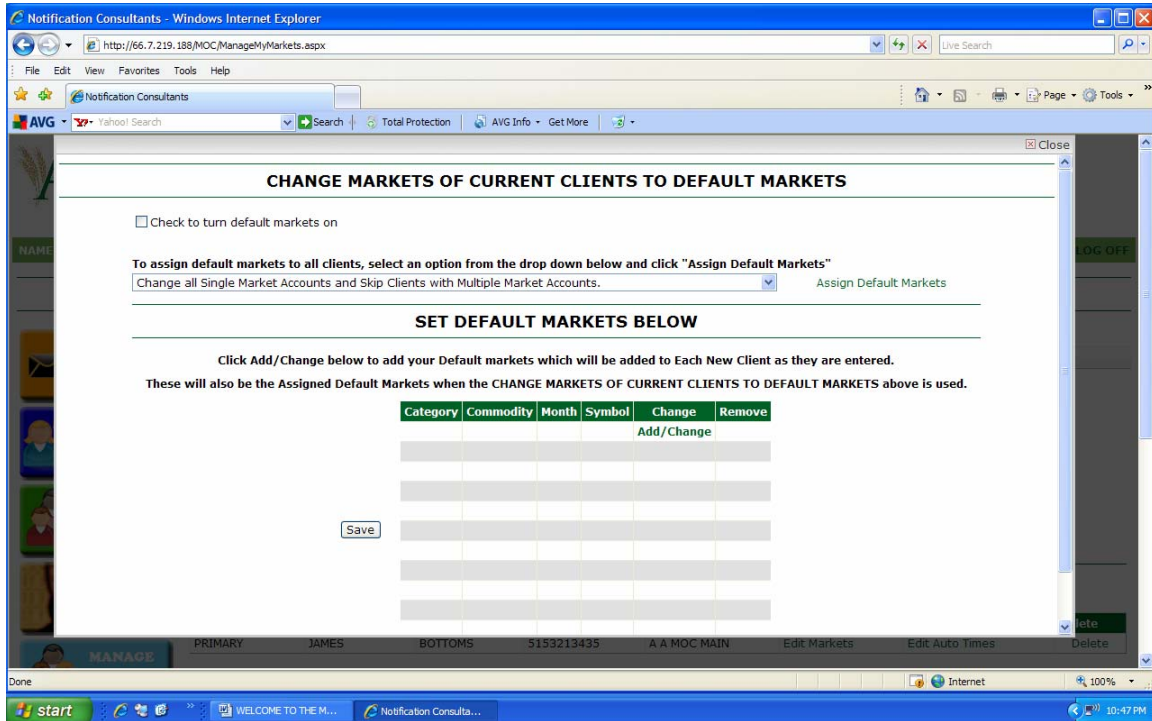 Notification Consultants - Windows Internet Explorer
http://66.7.219.188/MOC/ManageMyMarkets.aspx
Live Search
File Edit View Favorites Tools Help
Notification Consultants
Page Tools
AVG Yahoo! Search Search Total Protection AVG Info Get More
Close
CHANGE MARKETS OF CURRENT CLIENTS TO DEFAULT MARKETS
Check to turn default markets on
NAME
LOG OFF
To assign default markets to all clients, select an option from the drop down below and click "Assign Default Markets"
Change all Single Market Accounts and Skip Clients with Multiple Market Accounts. Assign Default Markets
SET DEFAULT MARKETS BELOW
Click Add/Change below to add your Default markets which will be added to Each New Client as they are entered.
These will also be the Assigned Default Markets when the CHANGE MARKETS OF CURRENT CLIENTS TO DEFAULT MARKETS above is used.
Category Commodity Month Symbol Change Remove
Add/Change
Save
lete
PRIMARY JAMES BOTTOMS 5153213435 A A MOC MAIN Edit Markets Edit Auto Times Delete
MANAGE
Done Internet 100%
start WELCOME TO THE M... Notification Consulta... 10:47 PM